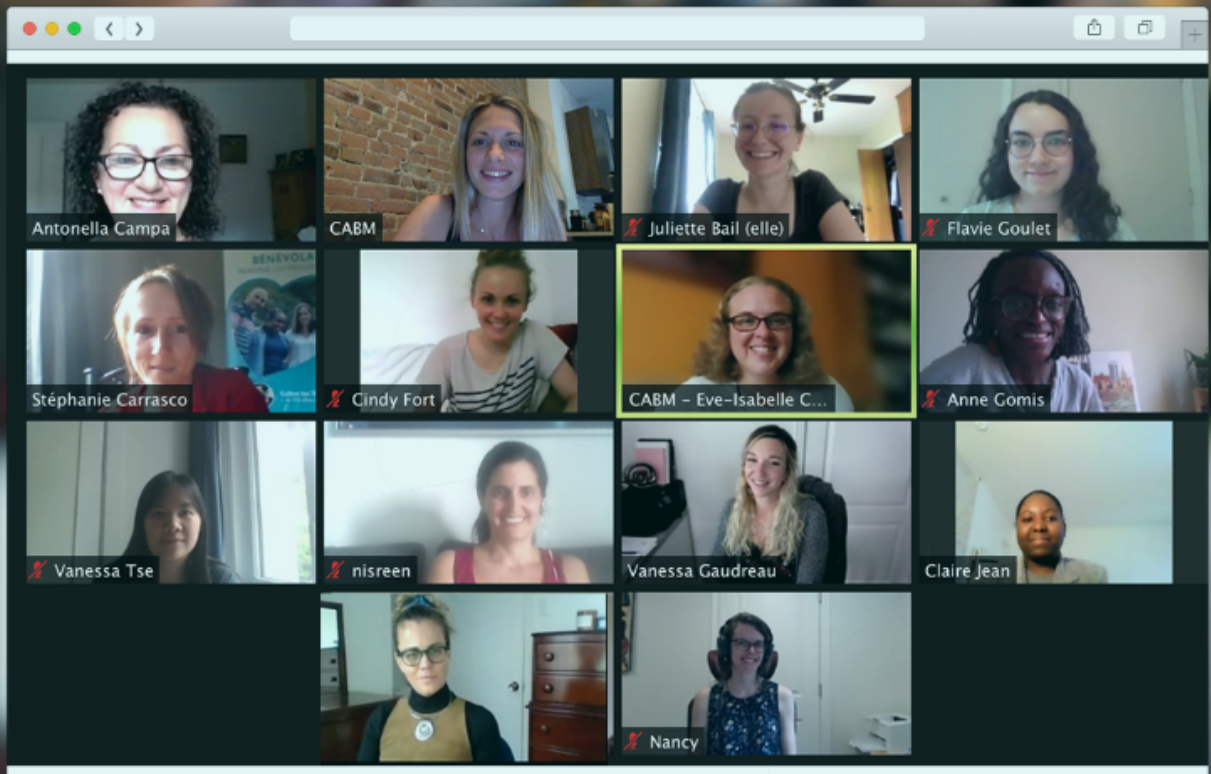 Antonella Campa
CABM
Juliette Bail (elle)
Flavie Goulet
BÉNÉVOLA
Stéphanie Carrasco
Cindy Fort
CABM – Eve-Isabelle C...
Anne Gomis
Vanessa Tse
nisreen
Vanessa Gaudreau
Claire Jean
Nancy